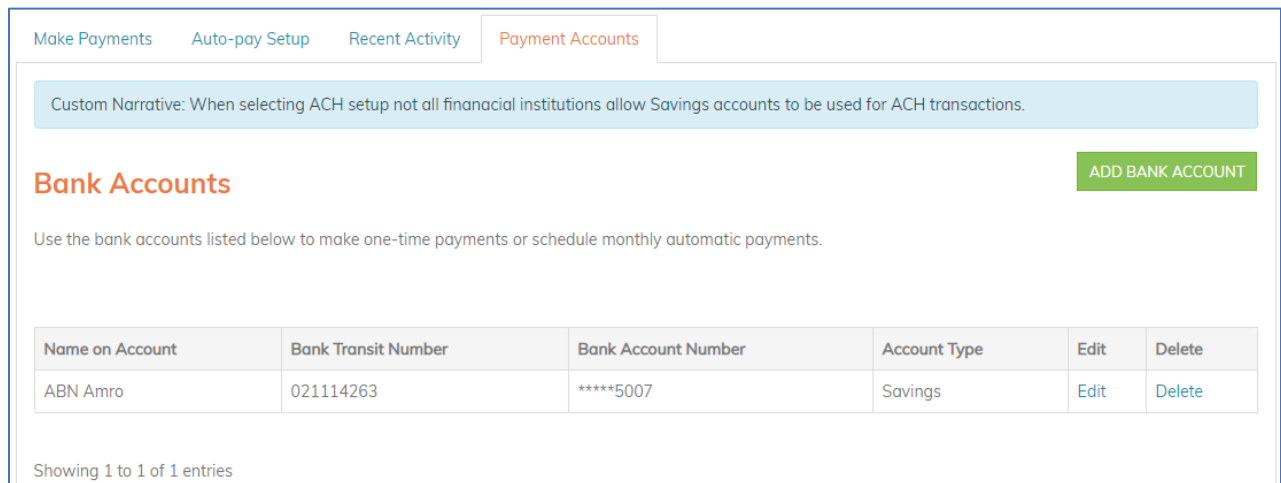 Make Payments Auto-pay Setup Recent Activity Payment Accounts
Custom Narrative: When selecting ACH setup not all finanacial institutions allow Savings accounts to be used for ACH transactions.
Bank Accounts ADD BANK ACCOUNT
Use the bank accounts listed below to make one-time payments or schedule monthly automatic payments.
Name on Account Bank Transit Number Bank Account Number Account Type Edit Delete
ABN Amro 021114263 *****5007 Savings Edit Delete
Showing 1 to 1 of 1 entries